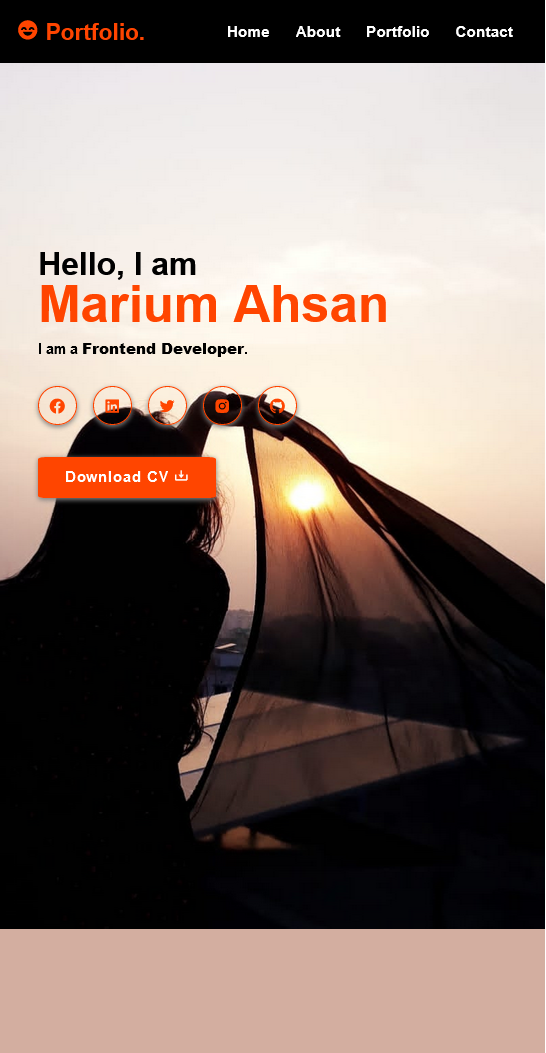 Portfolio.
Home About Portfolio Contact
Hello, I am
Marium Ahsan
I am a Frontend Developer.
Download CV